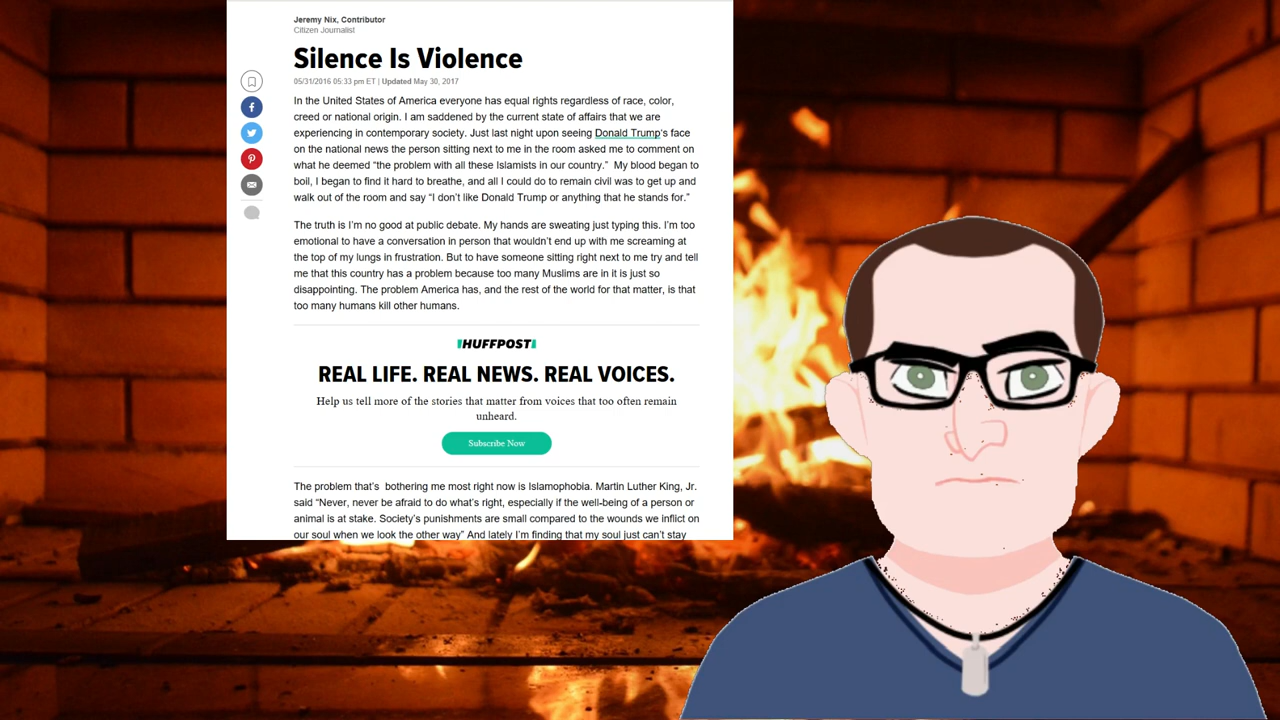 Jeremy Nix, Contributor
Citizen Journalist
Silence Is Violence
05/31/2016 05:33 pm ET | Updated May 30, 2017
In the United States of America everyone has equal rights regardless of race, color,
creed or national origin. I am saddened by the current state of affairs that we are
experiencing in contemporary society. Just last night upon seeing Donald Trump's face
on the national news the person sitting next to me in the room asked me to comment on
what he deemed “the problem with all these Islamists in our country.”  My blood began to
boil, I began to find it hard to breathe, and all I could do to remain civil was to get up and
walk out of the room and say “I don’t like Donald Trump or anything that he stands for.”
The truth is I’m no good at public debate. My hands are sweating just typing this. I’m too
emotional to have a conversation in person that wouldn’t end up with me screaming at
the top of my lungs in frustration. But to have someone sitting right next to me try and tell
me that this country has a problem because too many Muslims are in it is just so
disappointing. The problem America has, and the rest of the world for that matter, is that
too many humans kill other humans.
HUFFPOST
REAL LIFE. REAL NEWS. REAL VOICES.
Help us tell more of the stories that matter from voices that too often remain
unheard.
Subscribe Now
The problem that’s  bothering me most right now is Islamophobia. Martin Luther King, Jr.
said “Never, never be afraid to do what’s right, especially if the well-being of a person or
animal is at stake. Society’s punishments are small compared to the wounds we inflict on
our soul when we look the other way” And lately I’m finding that my soul just can’t stay